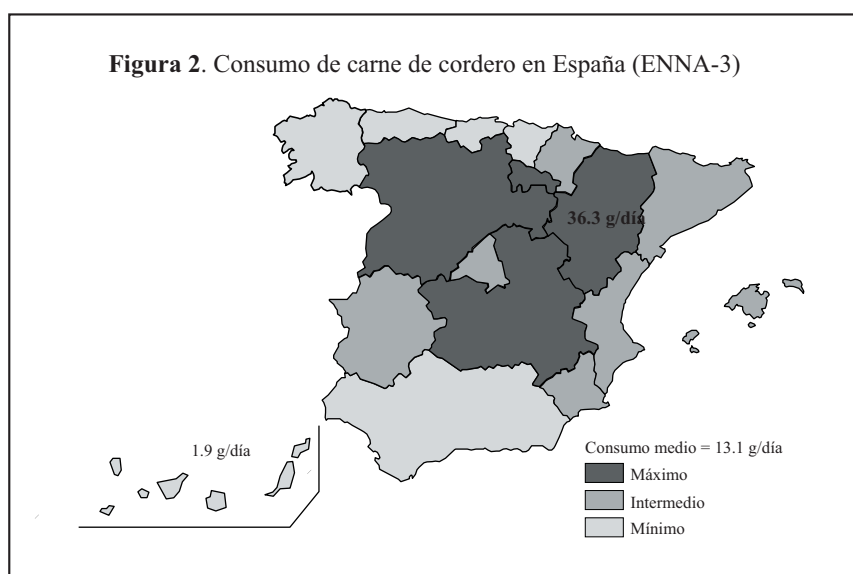 Figura 2. Consumo de carne de cordero en España (ENNA-3)
36.3 g/día
1.9 g/día
Consumo medio = 13.1 g/día
Máximo
Intermedio
Mínimo